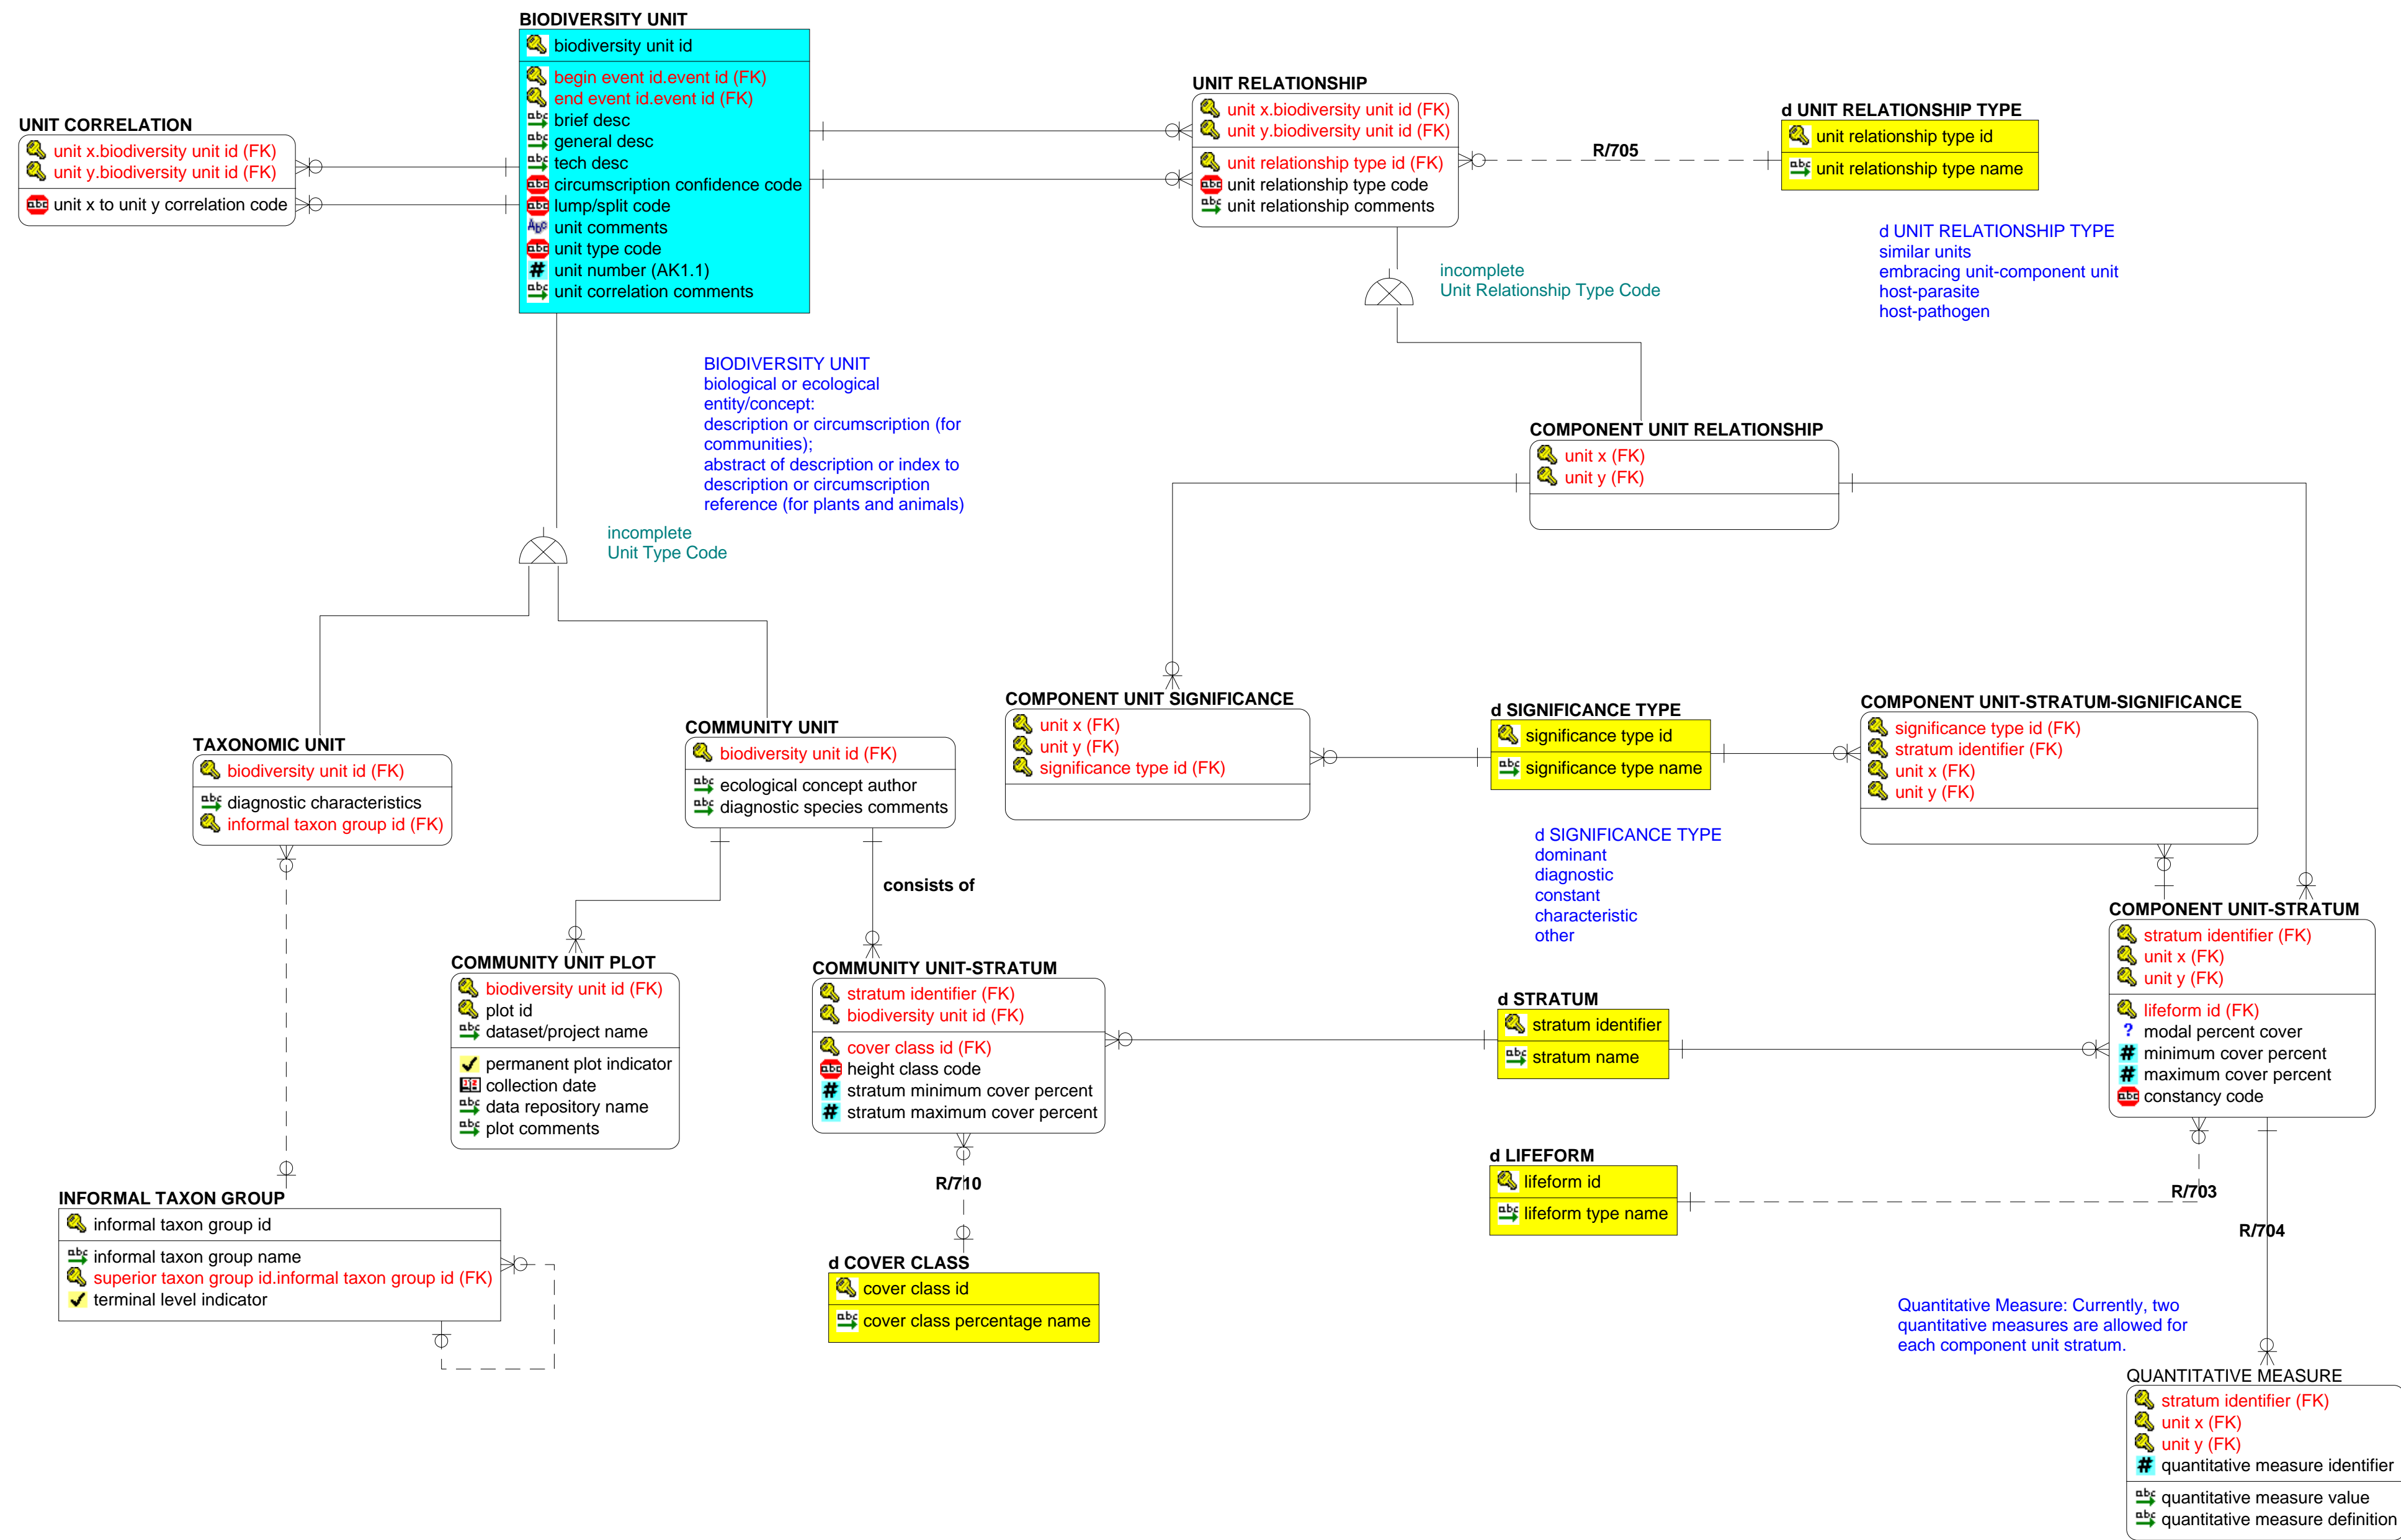 BIODIVERSITY UNIT
biodiversity unit id
begin event id.event id (FK)
end event id.event id (FK)
brief desc
general desc
tech desc
circumscription confidence code
lump/split code
unit comments
unit type code
unit number (AK1.1)
unit correlation comments
UNIT CORRELATION
unit x.biodiversity unit id (FK)
unit y.biodiversity unit id (FK)
unit x to unit y correlation code
UNIT RELATIONSHIP
unit x.biodiversity unit id (FK)
unit y.biodiversity unit id (FK)
unit relationship type id (FK)
unit relationship type code
unit relationship comments
R/705
d UNIT RELATIONSHIP TYPE
unit relationship type id
unit relationship type name
d UNIT RELATIONSHIP TYPE
similar units
embracing unit-component unit
host-parasite
host-pathogen
incomplete
Unit Relationship Type Code
BIODIVERSITY UNIT
biological or ecological
entity/concept:
description or circumscription (for
communities);
abstract of description or index to
description or circumscription
reference (for plants and animals)
incomplete
Unit Type Code
COMPONENT UNIT RELATIONSHIP
unit x (FK)
unit y (FK)
TAXONOMIC UNIT
biodiversity unit id (FK)
diagnostic characteristics
informal taxon group id (FK)
COMMUNITY UNIT
biodiversity unit id (FK)
ecological concept author
diagnostic species comments
consists of
COMPONENT UNIT SIGNIFICANCE
unit x (FK)
unit y (FK)
significance type id (FK)
d SIGNIFICANCE TYPE
significance type id
significance type name
d SIGNIFICANCE TYPE
dominant
diagnostic
constant
characteristic
other
COMPONENT UNIT-STRATUM-SIGNIFICANCE
significance type id (FK)
stratum identifier (FK)
unit x (FK)
unit y (FK)
COMMUNITY UNIT PLOT
biodiversity unit id (FK)
plot id
dataset/project name
permanent plot indicator
collection date
data repository name
plot comments
COMMUNITY UNIT-STRATUM
stratum identifier (FK)
biodiversity unit id (FK)
cover class id (FK)
height class code
stratum minimum cover percent
stratum maximum cover percent
d STRATUM
stratum identifier
stratum name
COMPONENT UNIT-STRATUM
stratum identifier (FK)
unit x (FK)
unit y (FK)
lifeform id (FK)
modal percent cover
minimum cover percent
maximum cover percent
constancy code
d LIFEFORM
lifeform id
lifeform type name
R/703
R/704
R/710
INFORMAL TAXON GROUP
informal taxon group id
informal taxon group name
superior taxon group id.informal taxon group id (FK)
terminal level indicator
d COVER CLASS
cover class id
cover class percentage name
Quantitative Measure: Currently, two
quantitative measures are allowed for
each component unit stratum.
QUANTITATIVE MEASURE
stratum identifier (FK)
unit x (FK)
unit y (FK)
quantitative measure identifier
quantitative measure value
quantitative measure definition